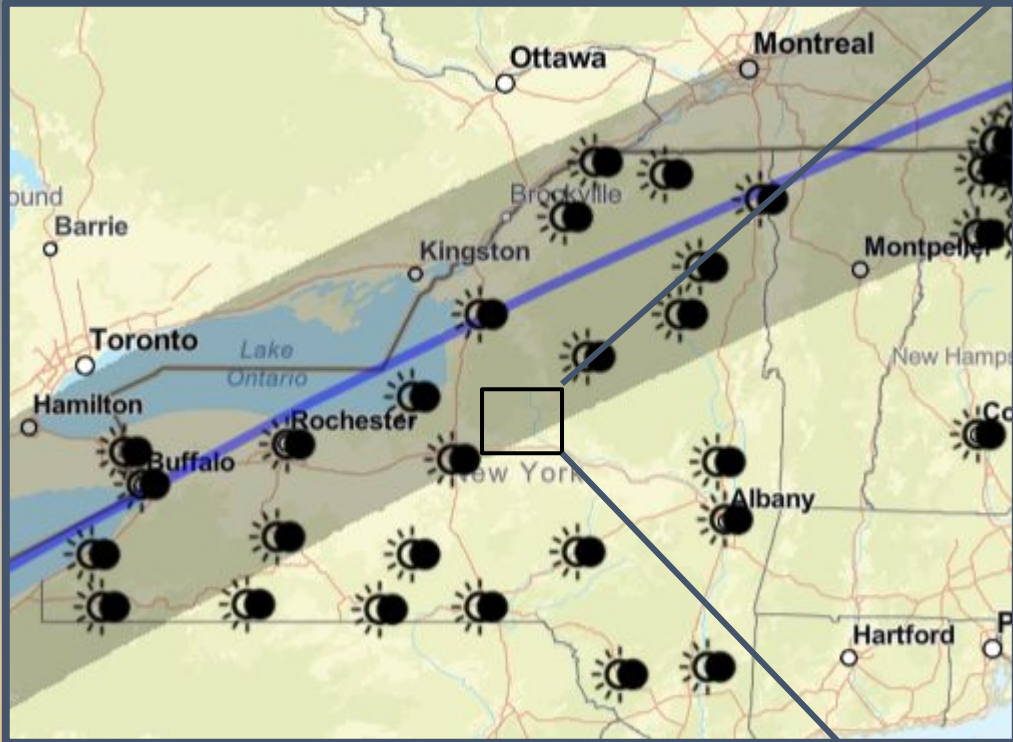 Montreal
Ottawa
ound
Brockville
Barrie
Kingston
Montpelier
Toronto
Lake
Ontario
New Hamps
Hamilton
Rochester
Co
Buffalo
New York
Albany
Hartford
P